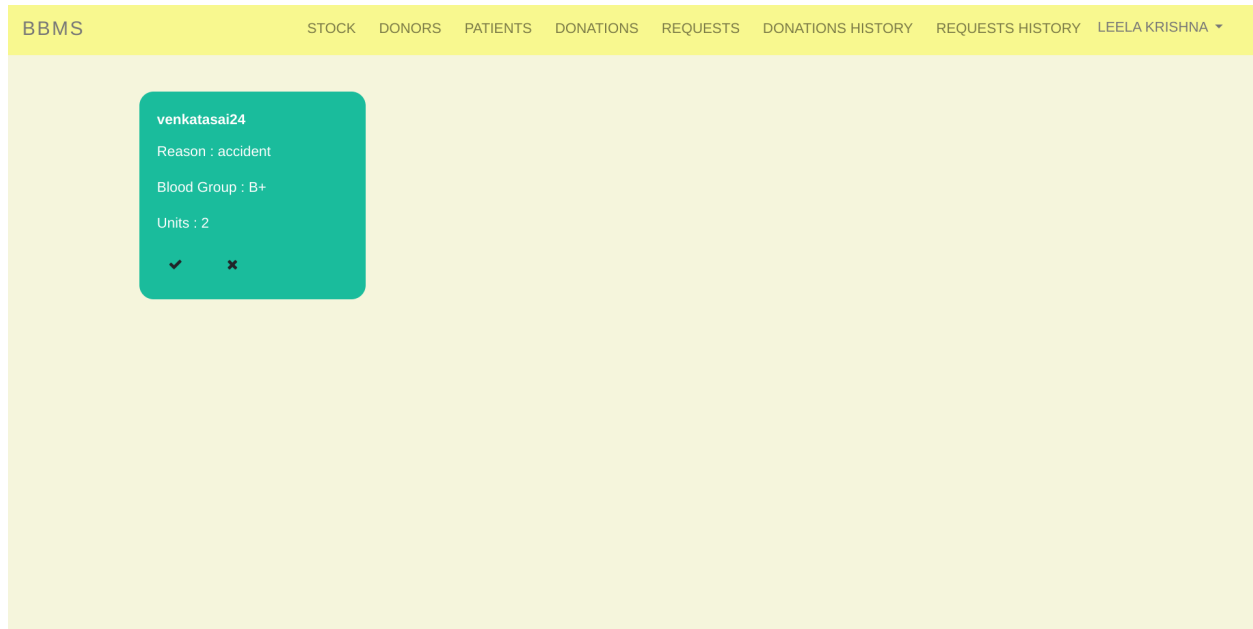 BBMS STOCK DONORS PATIENTS DONATIONS REQUESTS DONATIONS HISTORY REQUESTS HISTORY LEELA KRISHNA
venkatasai24
Reason : accident
Blood Group : B+
Units : 2